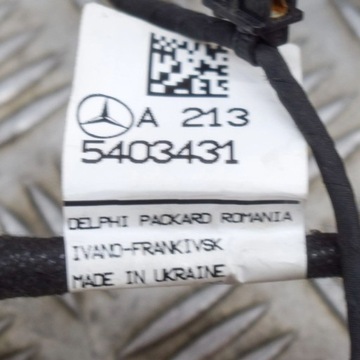 A 213
5403431
DELPHI PACKARD ROMANIA
IVANO-FRANKIVSK
MADE IN UKRAINE